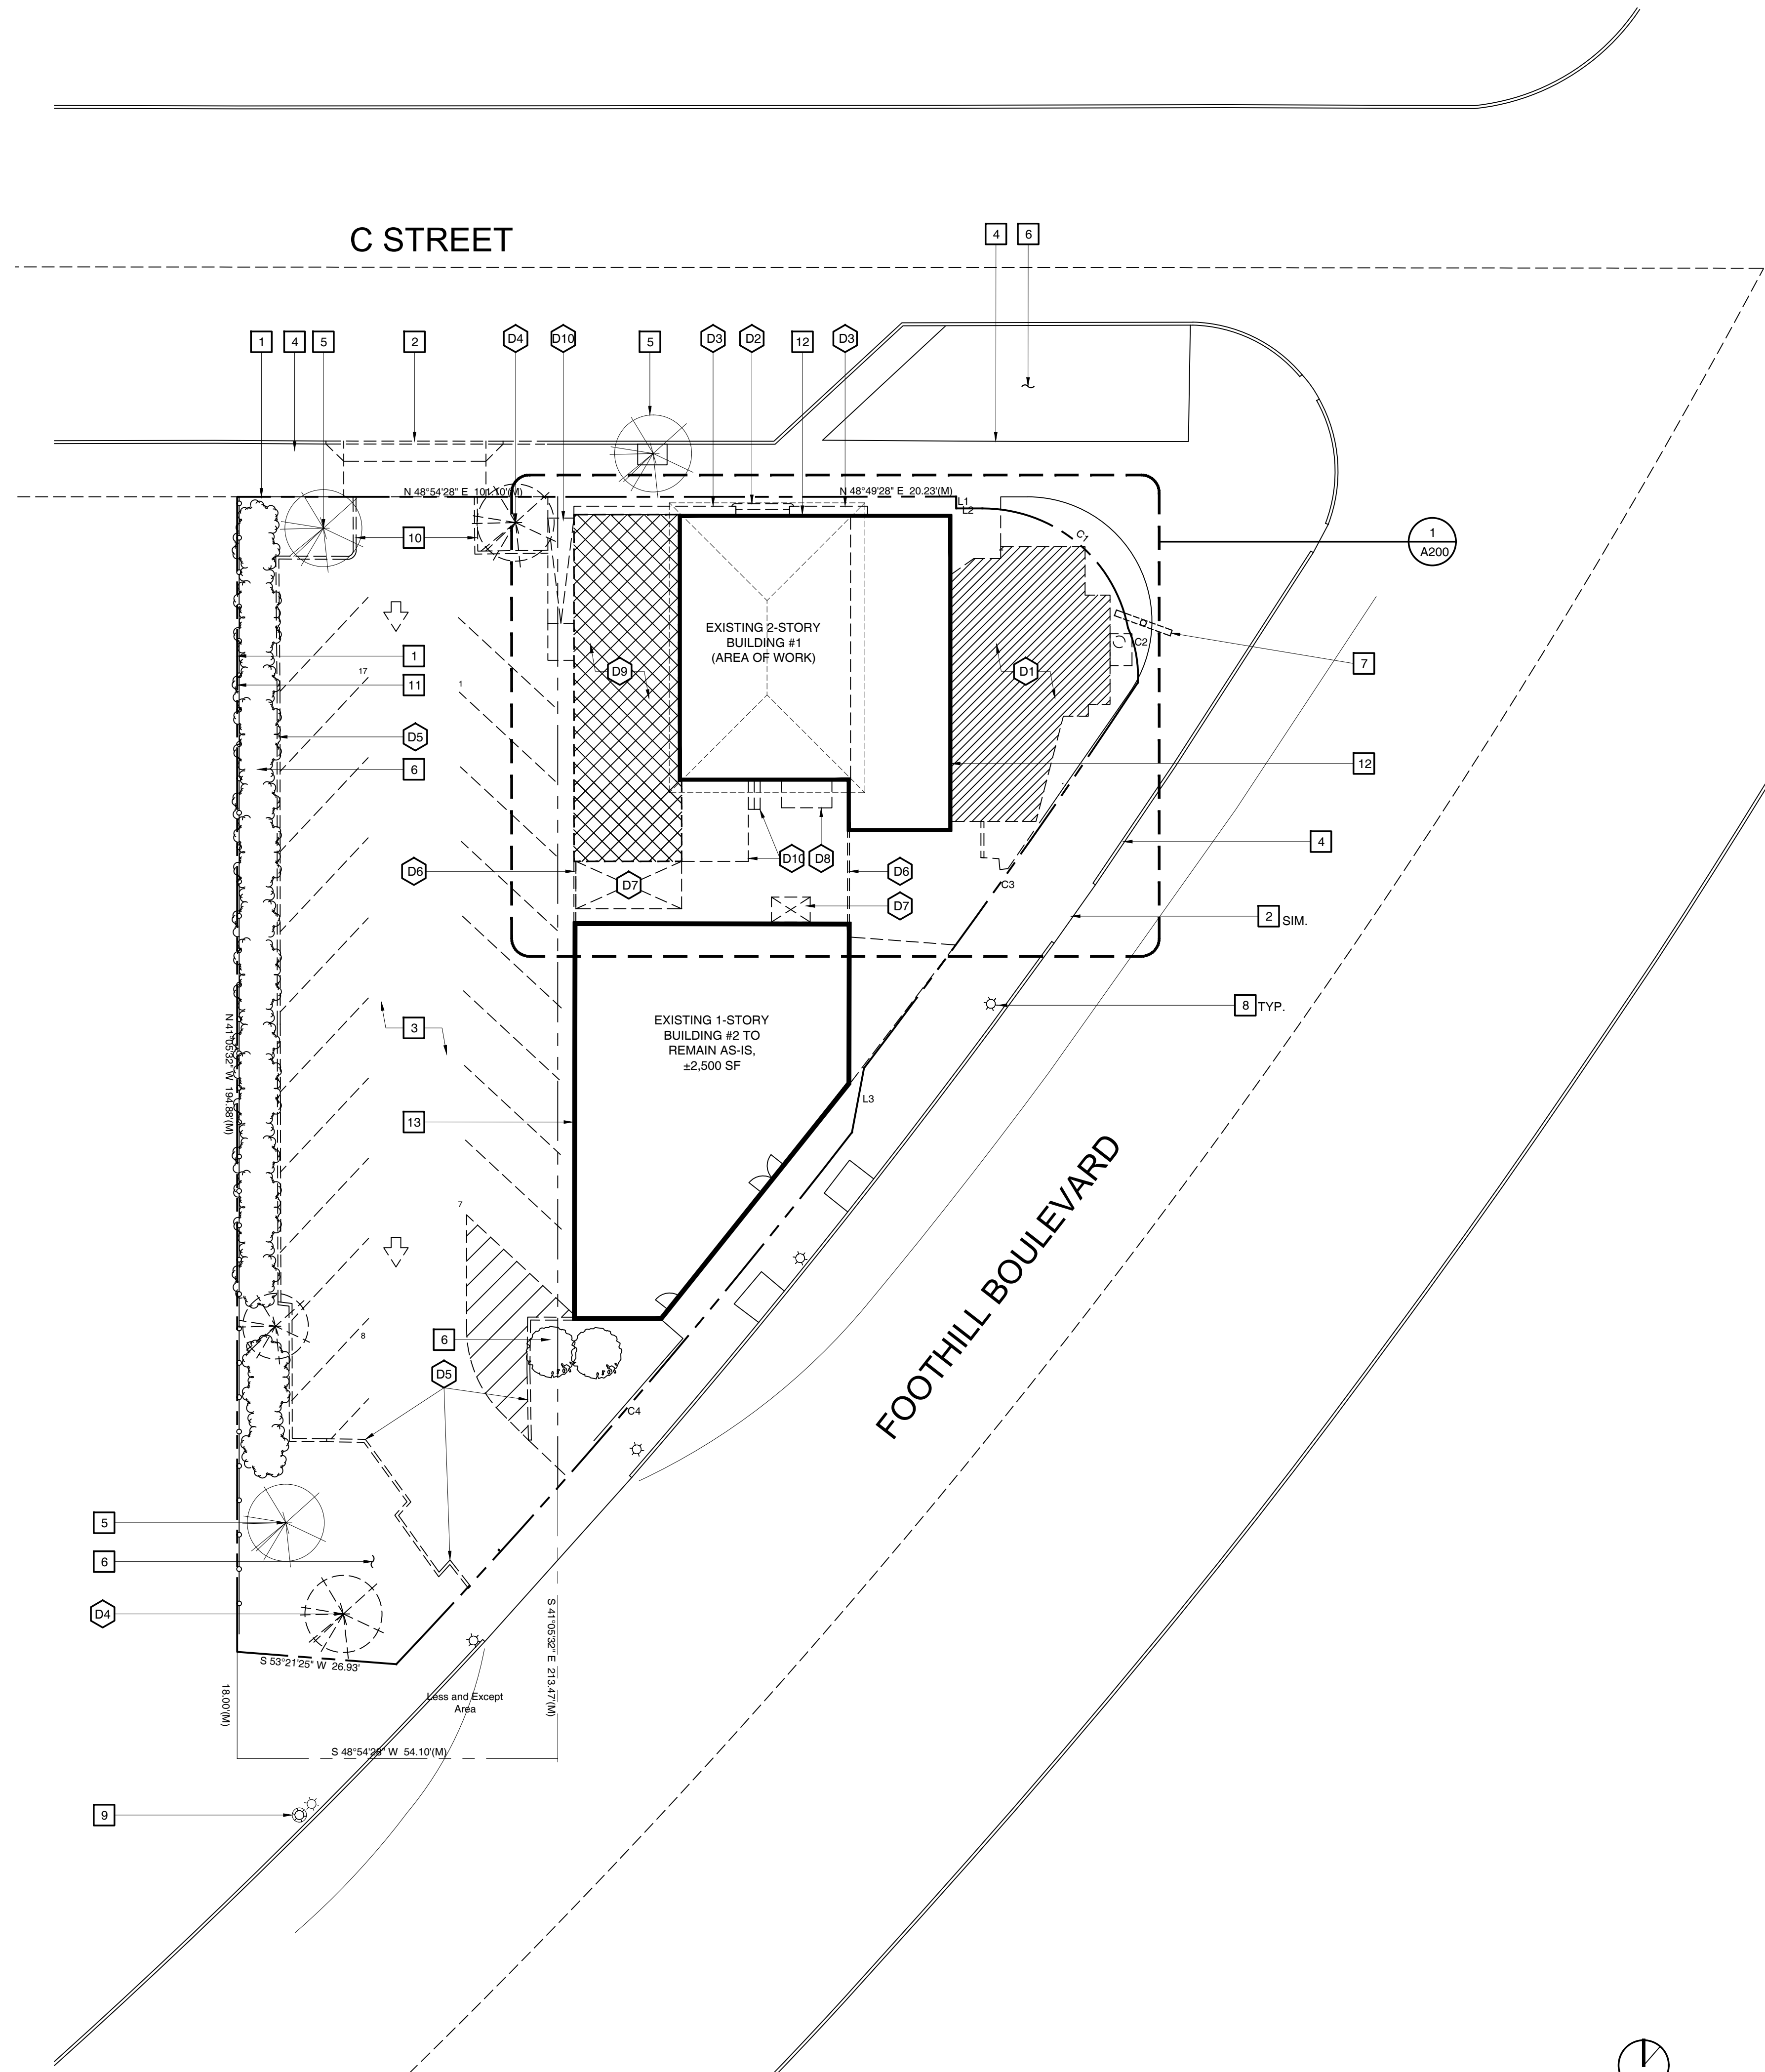 C STREET
4
6
1
4
5
2
D4
D10
5
D3
D2
12
D3
N 48°54'28" E 101.10'(M)
N 48°49'28" E 20.23'(M)
L1
L2
C1
10
1
A200
EXISTING 2-STORY
BUILDING #1
(AREA OF WORK)
C2
1
7
17
1
11
D9
D1
D5
6
12
4
D6
D7
D10
D8
D6
C3
D7
2 SIM.
8 TYP.
3
EXISTING 1-STORY
BUILDING #2 TO
REMAIN AS-IS,
±2,500 SF
N 41°05'32" W 194.88'(M)
13
L3
7
8
6
D5
C4
FOOTHILL BOULEVARD
5
6
D4
S 53°21'25" W 26.93'
S 41°05'32" E 213.47'(M)
18.00'(M)
Less and Except
Area
S 48°54'28" W 54.10'(M)
9